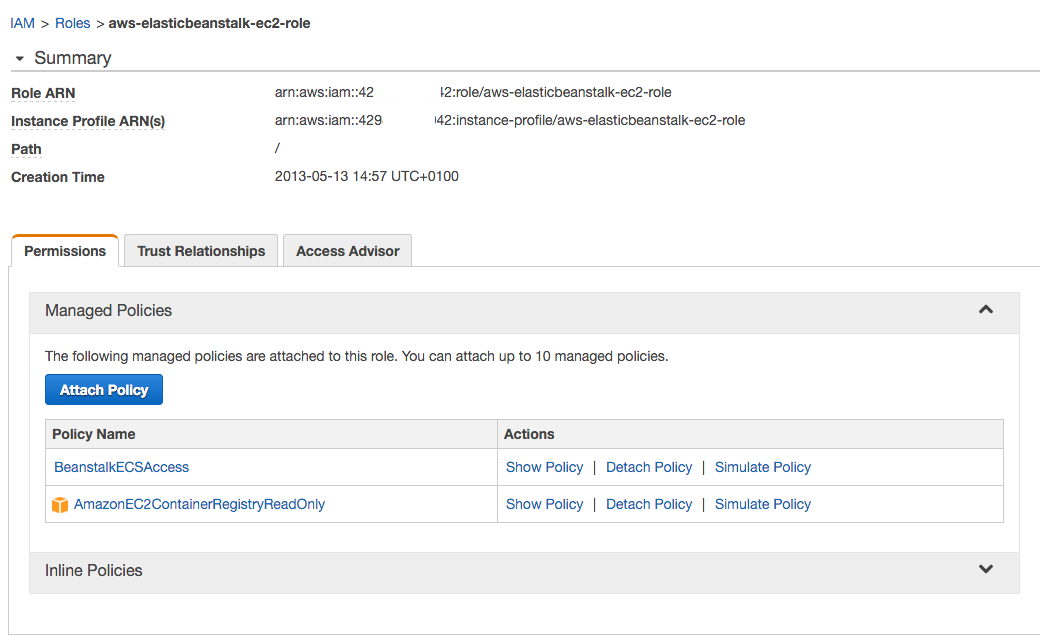 IAM > Roles > aws-elasticbeanstalk-ec2-role
Summary
Role ARN arn:aws:iam::42 42:role/aws-elasticbeanstalk-ec2-role
Instance Profile ARN(s) arn:aws:iam::429 42:instance-profile/aws-elasticbeanstalk-ec2-role
Path /
Creation Time 2013-05-13 14:57 UTC+0100
Permissions Trust Relationships Access Advisor
Managed Policies
The following managed policies are attached to this role. You can attach up to 10 managed policies.
Attach Policy
Policy Name Actions
BeanstalkECSAccess Show Policy | Detach Policy | Simulate Policy
AmazonEC2ContainerRegistryReadOnly Show Policy | Detach Policy | Simulate Policy
Inline Policies